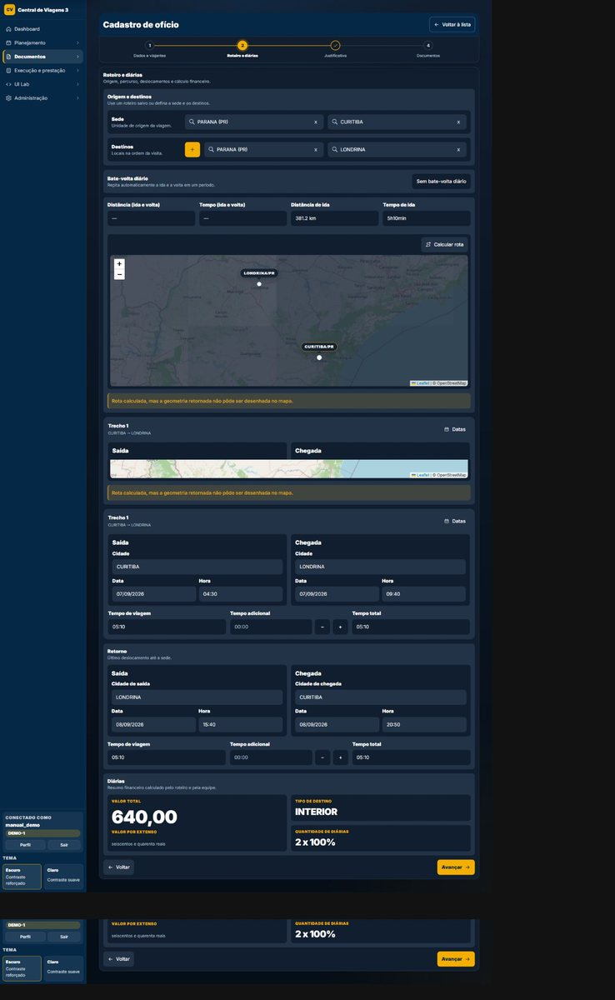 CV Central de Viagens 3
Dashboard
Planejamento
Documentos
Execução e prestação
UI Lab
Administração
CONECTADO COMO
manual_demo
DEMO-1
Perfil Sair
TEMA
Escuro Claro
Contraste reforçado Contraste suave
Cadastro de ofício
← Voltar à lista
1 2 4
Dados e viajantes Roteiro e diárias Justificativa Documentos
Roteiro e diárias
Origem, percurso, deslocamentos e cálculo financeiro.
Origem e destinos
Use um roteiro salvo ou defina a sede e os destinos.
Sede
Unidade de origem da viagem.
PARANA (PR) x CURITIBA x
Destinos
Locais na ordem da visita.
+ PARANA (PR) x LONDRINA x
Bate-volta diário
Repita automaticamente a ida e a volta em um período.
Sem bate-volta diário
Distância (ida e volta) Tempo (ida e volta) Distância de ida Tempo de ida
— — 381.2 km 5h10min
Calcular rota
+
−
LONDRINA/PR
CURITIBA/PR
Leaflet | © OpenStreetMap
Rota calculada, mas a geometria retornada não pôde ser desenhada no mapa.
Trecho 1
CURITIBA → LONDRINA
Datas
Saída Chegada
Leaflet | © OpenStreetMap
Rota calculada, mas a geometria retornada não pôde ser desenhada no mapa.
Trecho 1
CURITIBA → LONDRINA
Datas
Saída Chegada
Cidade Cidade
CURITIBA LONDRINA
Data Hora Data Hora
07/09/2026 04:30 07/09/2026 09:40
Tempo de viagem Tempo adicional Tempo total
05:10 00:00 − + 05:10
Retorno
Último deslocamento até a sede.
Saída Chegada
Cidade de saída Cidade de chegada
LONDRINA CURITIBA
Data Hora Data Hora
08/09/2026 15:40 08/09/2026 20:50
Tempo de viagem Tempo adicional Tempo total
05:10 00:00 − + 05:10
Diárias
Resumo financeiro calculado pelo roteiro e pela equipe.
VALOR TOTAL
640,00
VALOR POR EXTENSO
seiscentos e quarenta reais
TIPO DE DESTINO
INTERIOR
QUANTIDADE DE DIÁRIAS
2 x 100%
← Voltar Avançar →
DEMO-1
Perfil Sair
TEMA
Escuro Claro
Contraste reforçado Contraste suave
VALOR POR EXTENSO
seiscentos e quarenta reais
QUANTIDADE DE DIÁRIAS
2 x 100%
← Voltar Avançar →